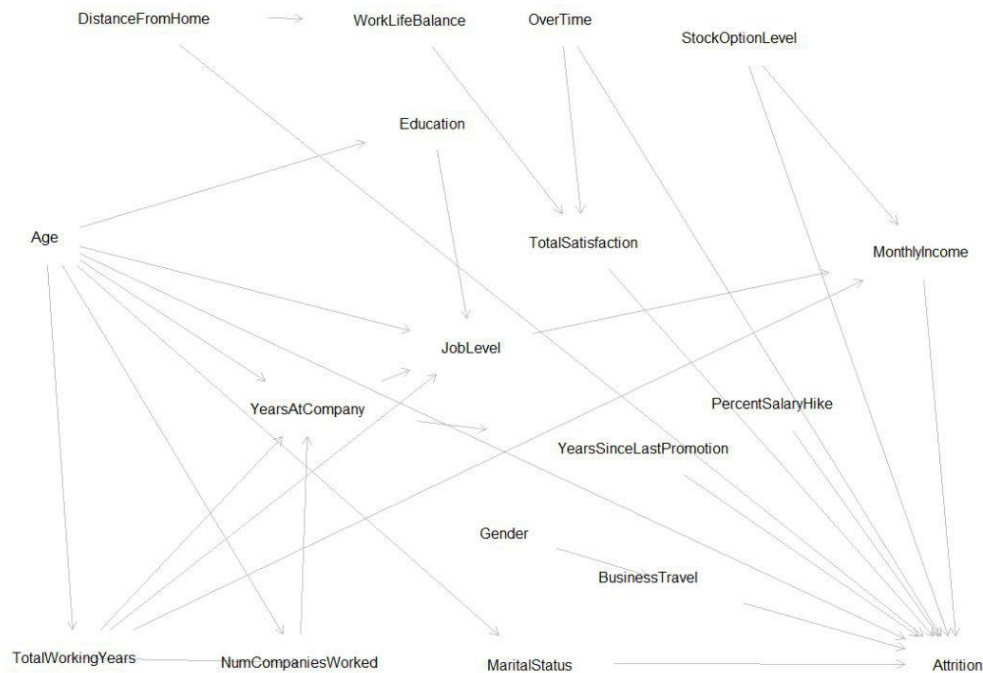 DistanceFromHome
WorkLifeBalance
OverTime
StockOptionLevel
Education
Age
TotalSatisfaction
MonthlyIncome
JobLevel
YearsAtCompany
PercentSalaryHike
YearsSinceLastPromotion
Gender
BusinessTravel
TotalWorkingYears
NumCompaniesWorked
MaritalStatus
Attrition